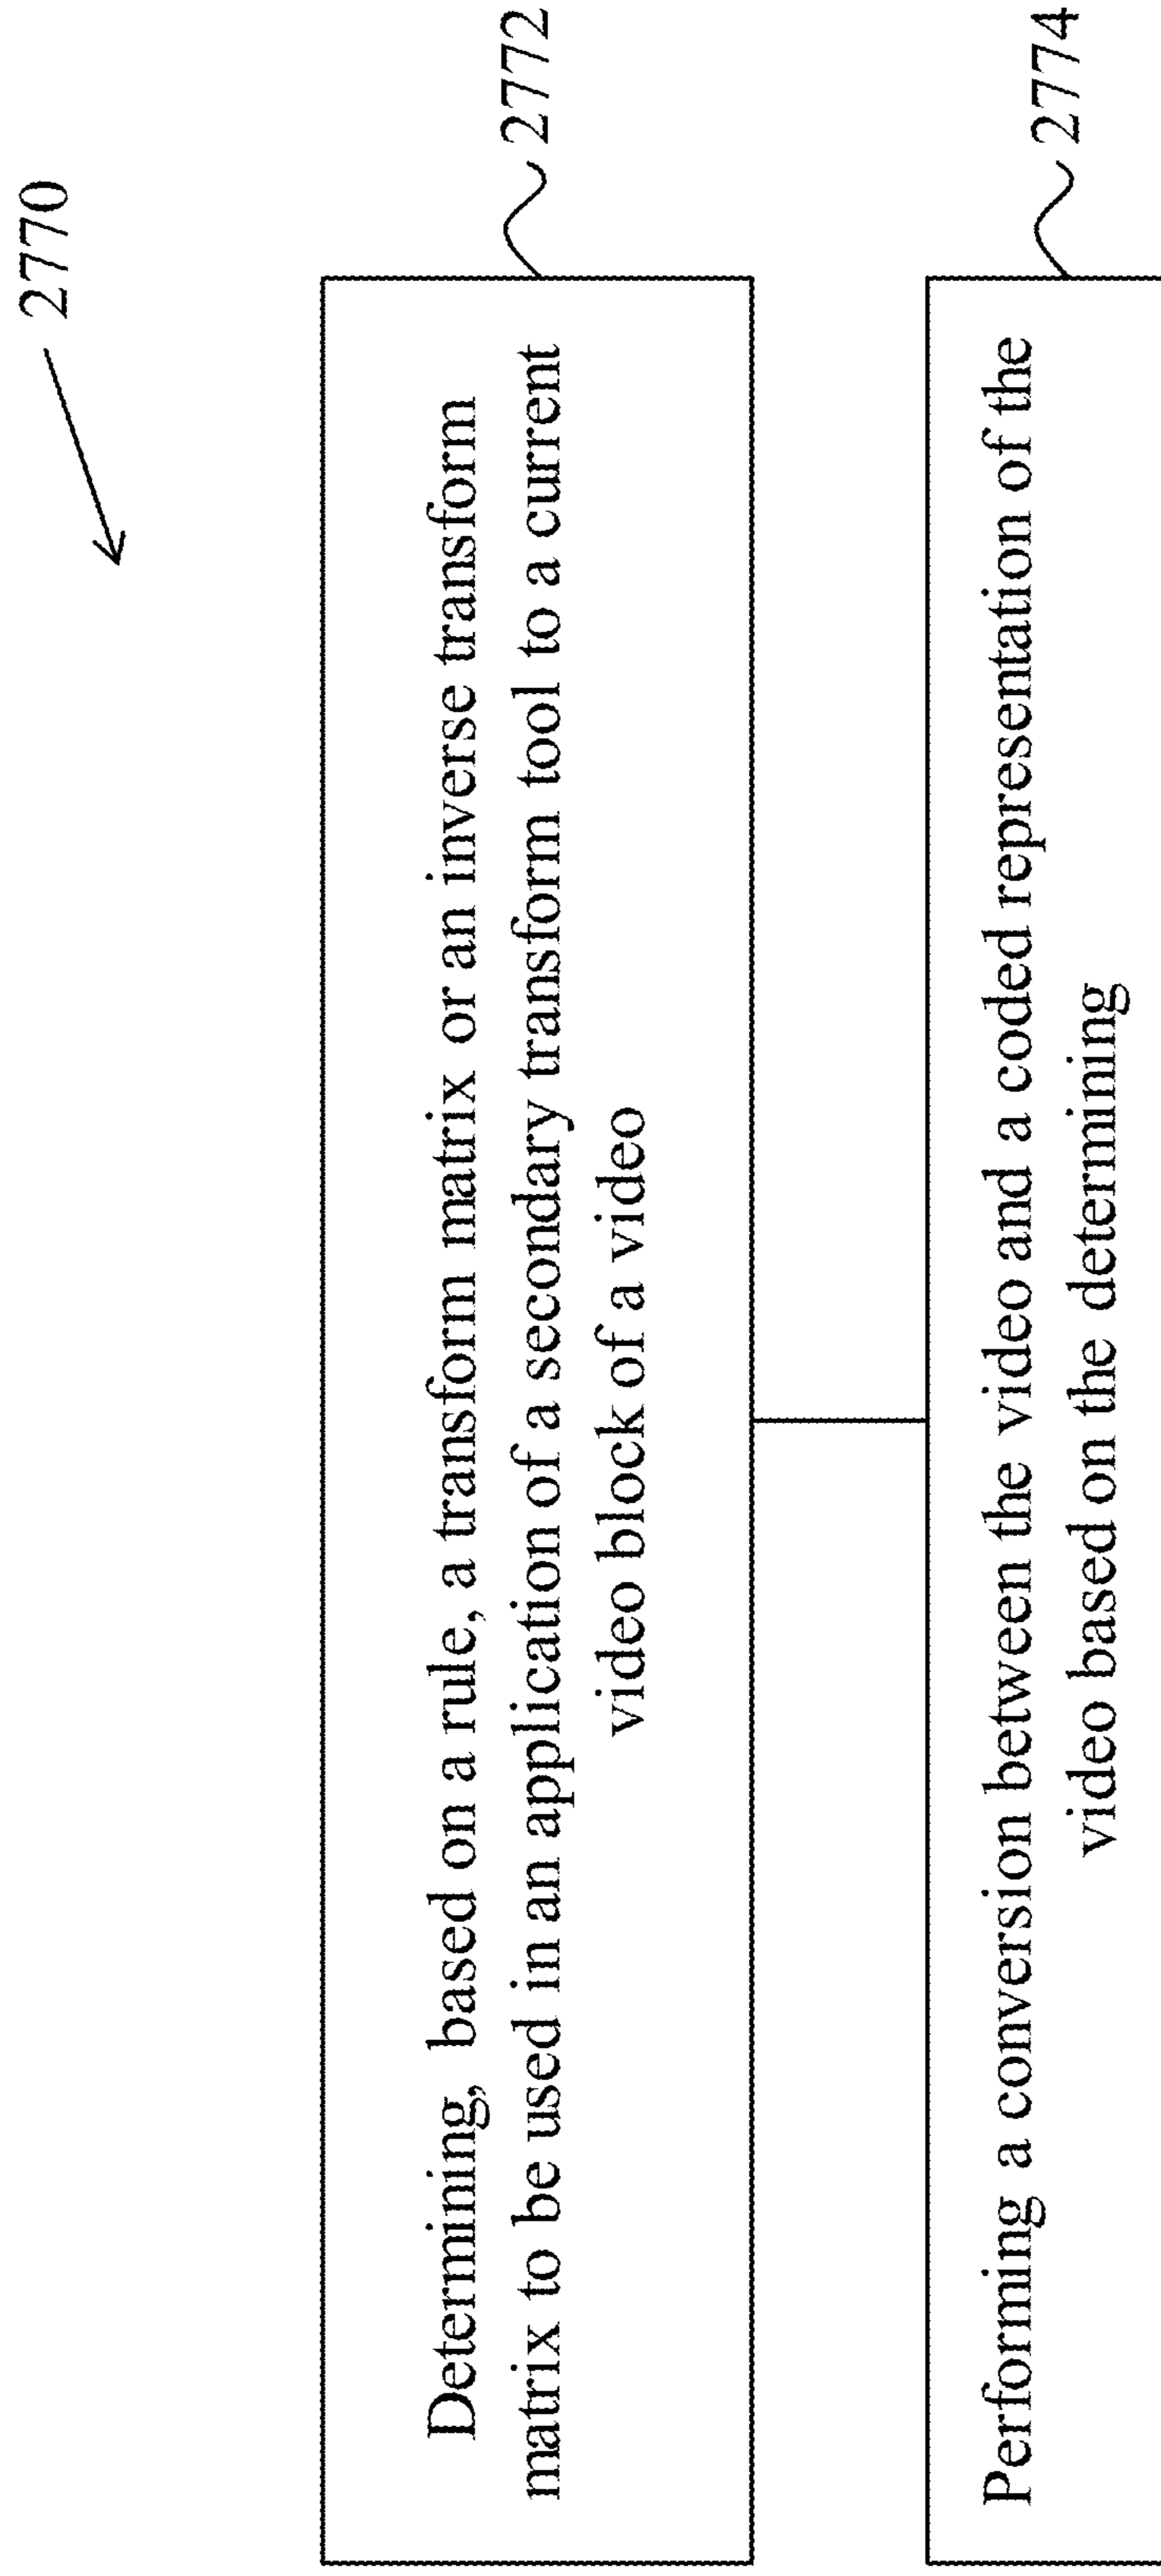 2770
Determining, based on a rule, a transform matrix or an inverse transform
matrix to be used in an application of a secondary transform tool to a current
video block of a video
2772
Performing a conversion between the video and a coded representation of the
video based on the determining
2774